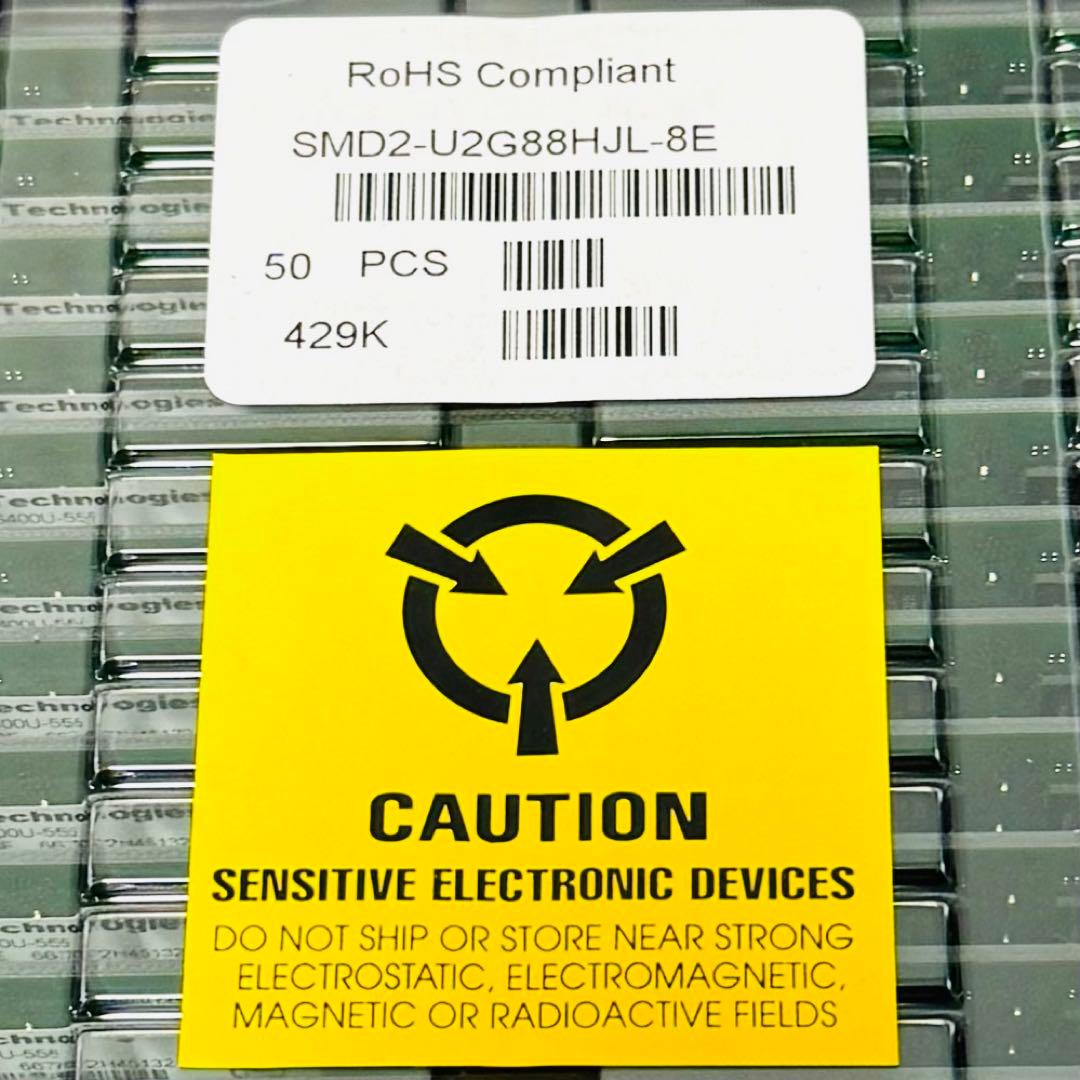 RoHS Compliant
SMD2-U2G88HJL-8E
50 PCS
429K
CAUTION
SENSITIVE ELECTRONIC DEVICES
DO NOT SHIP OR STORE NEAR STRONG
ELECTROSTATIC, ELECTROMAGNETIC,
MAGNETIC OR RADIOACTIVE FIELDS
Technologies